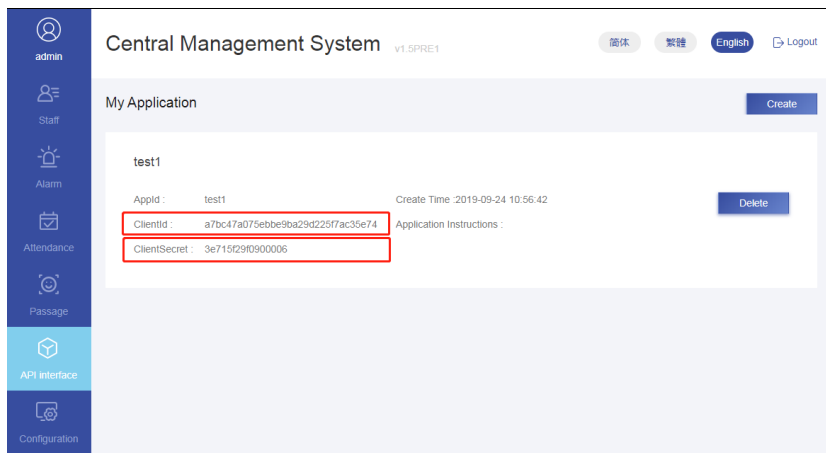 admin
Central Management System v1.5PRE1
简体 繁體 English Logout
Staff
Alarm
Attendance
Passage
API interface
Configuration
My Application
Create
test1
AppId : test1 Create Time :2019-09-24 10:56:42
Delete
ClientId : a7bc47a075ebbe9ba29d225f7ac35e74 Application Instructions :
ClientSecret : 3e715f29f0900006